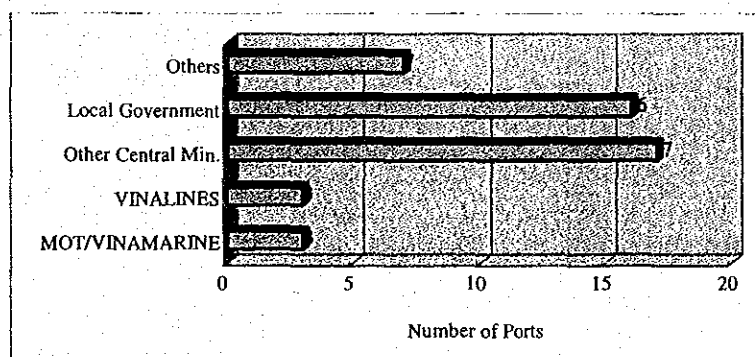 Others
Local Government
6
Other Central Min.
7
VINALINES
MOT/VINAMARINE
0
5
10
15
20
Number of Ports